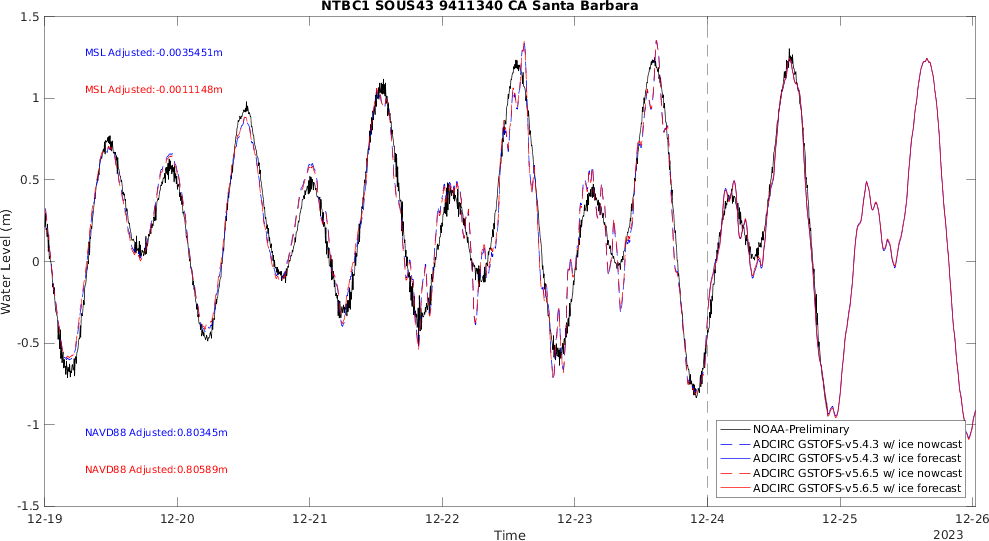 NTBC1 SOUS43 9411340 CA Santa Barbara
1.5
1
0.5
0
-0.5
-1
-1.5
Water Level (m)
MSL Adjusted:-0.0035451m
MSL Adjusted:-0.0011148m
NAVD88 Adjusted:0.80345m
NAVD88 Adjusted:0.80589m
NOAA-Preliminary
ADCIRC GSTOFS-v5.4.3 w/ ice nowcast
ADCIRC GSTOFS-v5.4.3 w/ ice forecast
ADCIRC GSTOFS-v5.6.5 w/ ice nowcast
ADCIRC GSTOFS-v5.6.5 w/ ice forecast
12-19 12-20 12-21 12-22 12-23 12-24 12-25 12-26
Time
2023